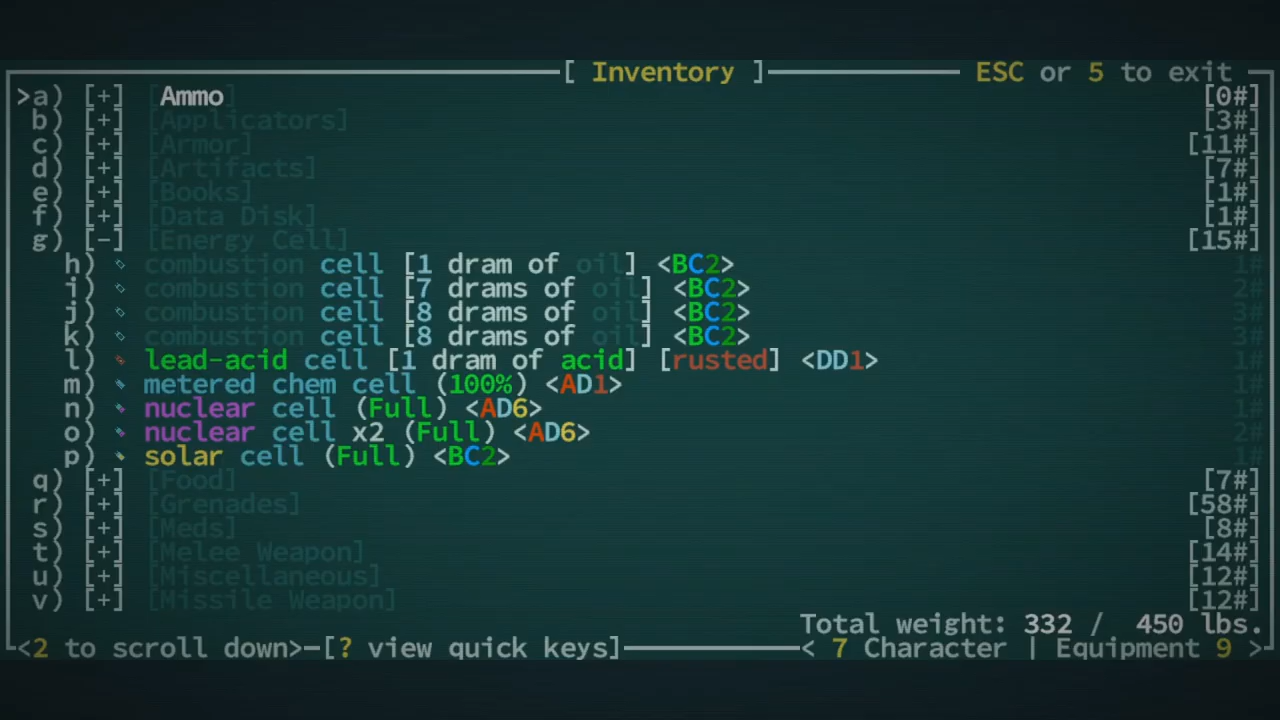 [ Inventory ] ESC or 5 to exit
>a) [+] [Ammo] [0#]
b) [+] [Applicators] [3#]
c) [+] [Armor] [11#]
d) [+] [Artifacts] [7#]
e) [+] [Books] [1#]
f) [+] [Data Disk] [1#]
g) [-] [Energy Cell] [15#]
h) combustion cell [1 dram of oil] <BC2> 1#
i) combustion cell [7 drams of oil] <BC2> 2#
j) combustion cell [8 drams of oil] <BC2> 3#
k) combustion cell [8 drams of oil] <BC2> 3#
l) lead-acid cell [1 dram of acid] [rusted] <DD1> 1#
m) metered chem cell (100%) <AD1> 1#
n) nuclear cell (Full) <AD6> 1#
o) nuclear cell x2 (Full) <AD6> 2#
p) solar cell (Full) <BC2> 1#
q) [+] [Food] [7#]
r) [+] [Grenades] [58#]
s) [+] [Meds] [8#]
t) [+] [Melee Weapon] [14#]
u) [+] [Miscellaneous] [12#]
v) [+] [Missile Weapon] [12#]
Total weight: 332 / 450 lbs.
<2 to scroll down> [? view quick keys] < 7 Character | Equipment 9 >